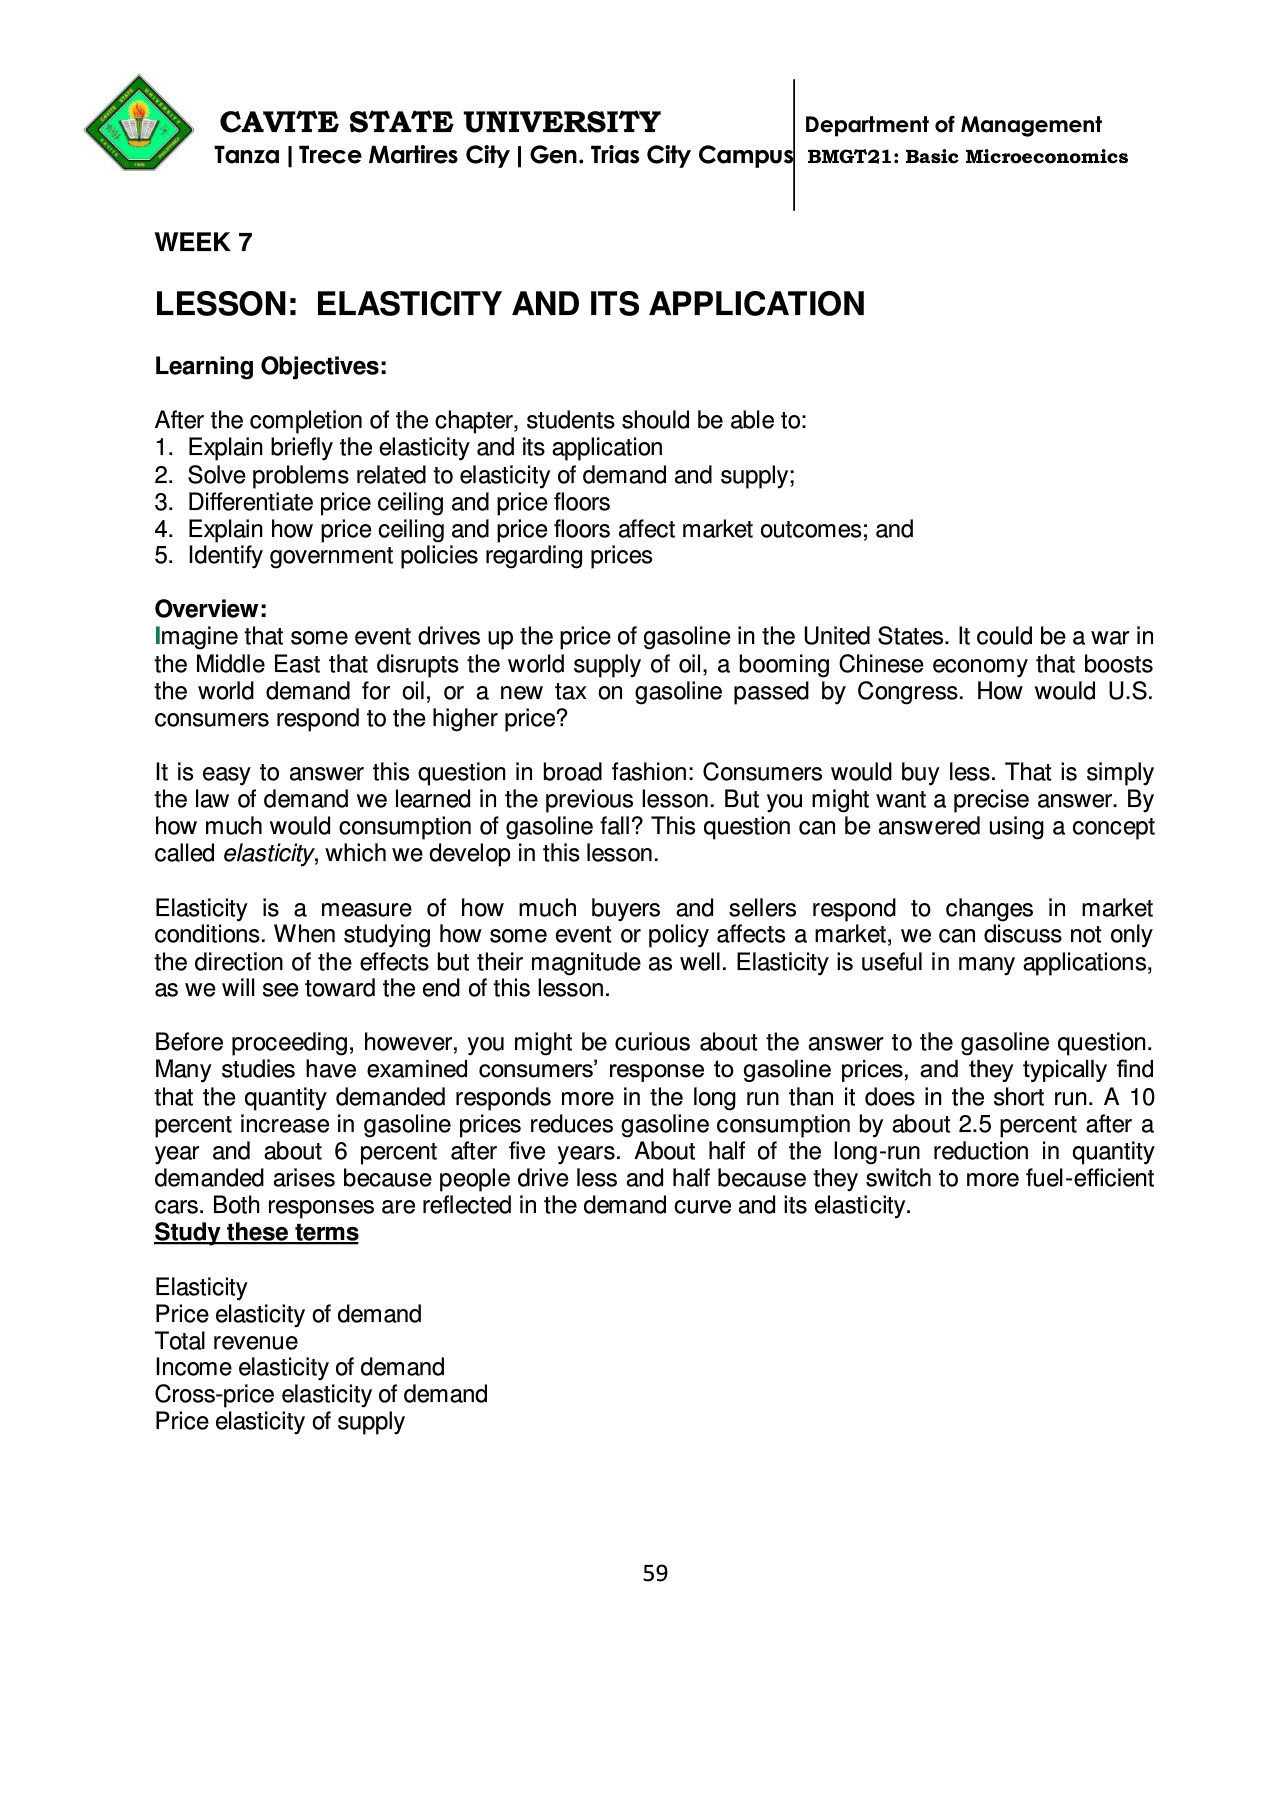 CAVITE STATE UNIVERSITY
Tanza | Trece Martires City | Gen. Trias City Campus
Department of Management
BMGT21: Basic Microeconomics
WEEK 7
LESSON: ELASTICITY AND ITS APPLICATION
Learning Objectives:
After the completion of the chapter, students should be able to:
1. Explain briefly the elasticity and its application
2. Solve problems related to elasticity of demand and supply;
3. Differentiate price ceiling and price floors
4. Explain how price ceiling and price floors affect market outcomes; and
5. Identify government policies regarding prices
Overview:
Imagine that some event drives up the price of gasoline in the United States. It could be a war in
the Middle East that disrupts the world supply of oil, a booming Chinese economy that boosts
the world demand for oil, or a new tax on gasoline passed by Congress. How would U.S.
consumers respond to the higher price?
It is easy to answer this question in broad fashion: Consumers would buy less. That is simply
the law of demand we learned in the previous lesson. But you might want a precise answer. By
how much would consumption of gasoline fall? This question can be answered using a concept
called elasticity, which we develop in this lesson.
Elasticity is a measure of how much buyers and sellers respond to changes in market
conditions. When studying how some event or policy affects a market, we can discuss not only
the direction of the effects but their magnitude as well. Elasticity is useful in many applications,
as we will see toward the end of this lesson.
Before proceeding, however, you might be curious about the answer to the gasoline question.
Many studies have examined consumers’ response to gasoline prices, and they typically find
that the quantity demanded responds more in the long run than it does in the short run. A 10
percent increase in gasoline prices reduces gasoline consumption by about 2.5 percent after a
year and about 6 percent after five years. About half of the long-run reduction in quantity
demanded arises because people drive less and half because they switch to more fuel-efficient
cars. Both responses are reflected in the demand curve and its elasticity.
Study these terms
Elasticity
Price elasticity of demand
Total revenue
Income elasticity of demand
Cross-price elasticity of demand
Price elasticity of supply
59